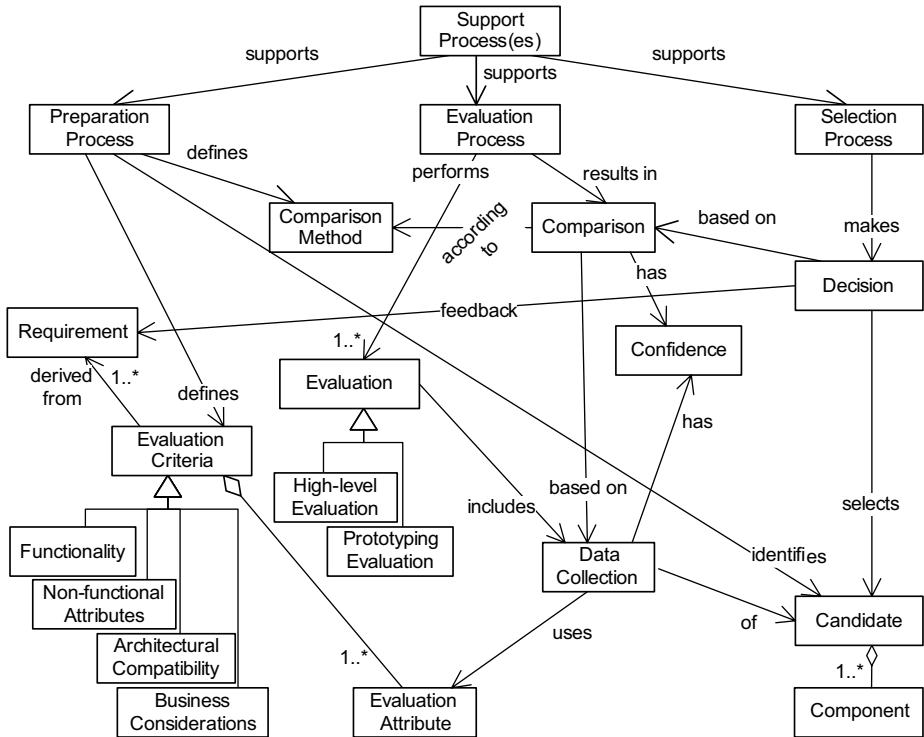 Support
Process(es)
supports
supports
supports
Preparation
Process
Evaluation
Process
Selection
Process
defines
performs
results in
Comparison
Method
according
to
Comparison
based on
makes
has
Decision
Requirement
feedback
Confidence
1..*
derived
from
1..*
Evaluation
defines
has
Evaluation
Criteria
High-level
Evaluation
includes
based on
selects
Functionality
Prototyping
Evaluation
Data
Collection
identifies
Non-functional
Attributes
Candidate
uses
of
Architectural
Compatibility
1..*
1..*
Business
Considerations
Evaluation
Attribute
Component